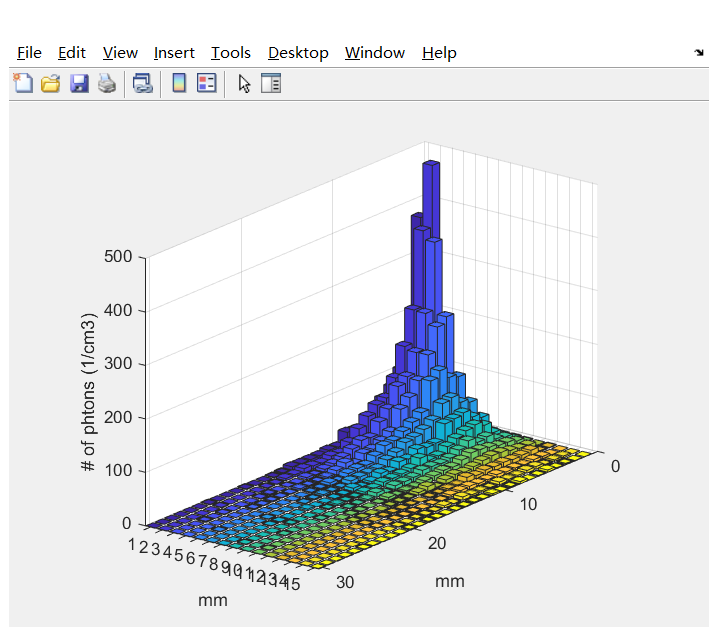 File Edit View Insert Tools Desktop Window Help
500
400
300
200
100
0
# of phtons (1/cm3)
1 2 3 4 5 6 7 8 9 10 11 12 13 14 15
mm
0
10
20
30
mm